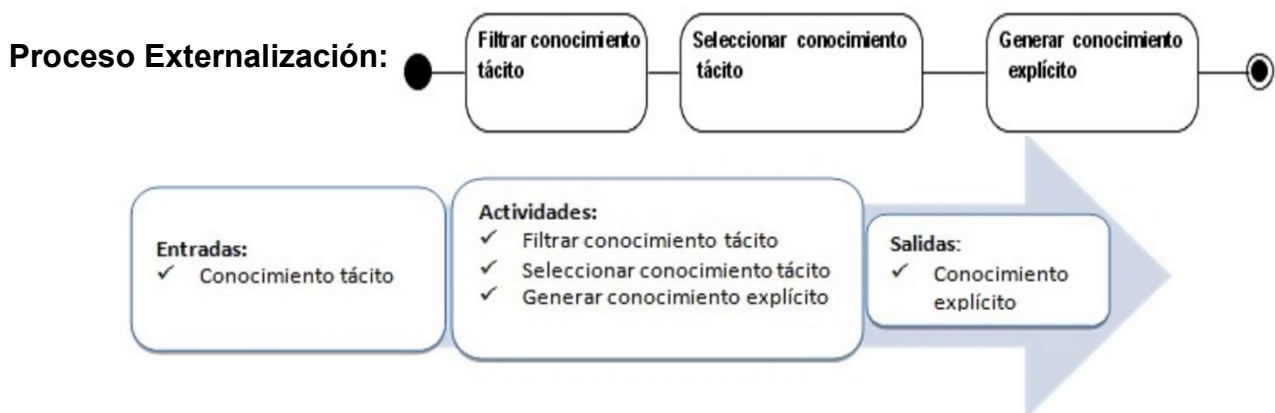 Proceso Externalización:
Filtrar conocimiento
tácito
Seleccionar conocimiento
tácito
Generar conocimiento
explícito
Entradas:
✓ Conocimiento tácito
Actividades:
✓ Filtrar conocimiento tácito
✓ Seleccionar conocimiento tácito
✓ Generar conocimiento explícito
Salidas:
✓ Conocimiento
explícito